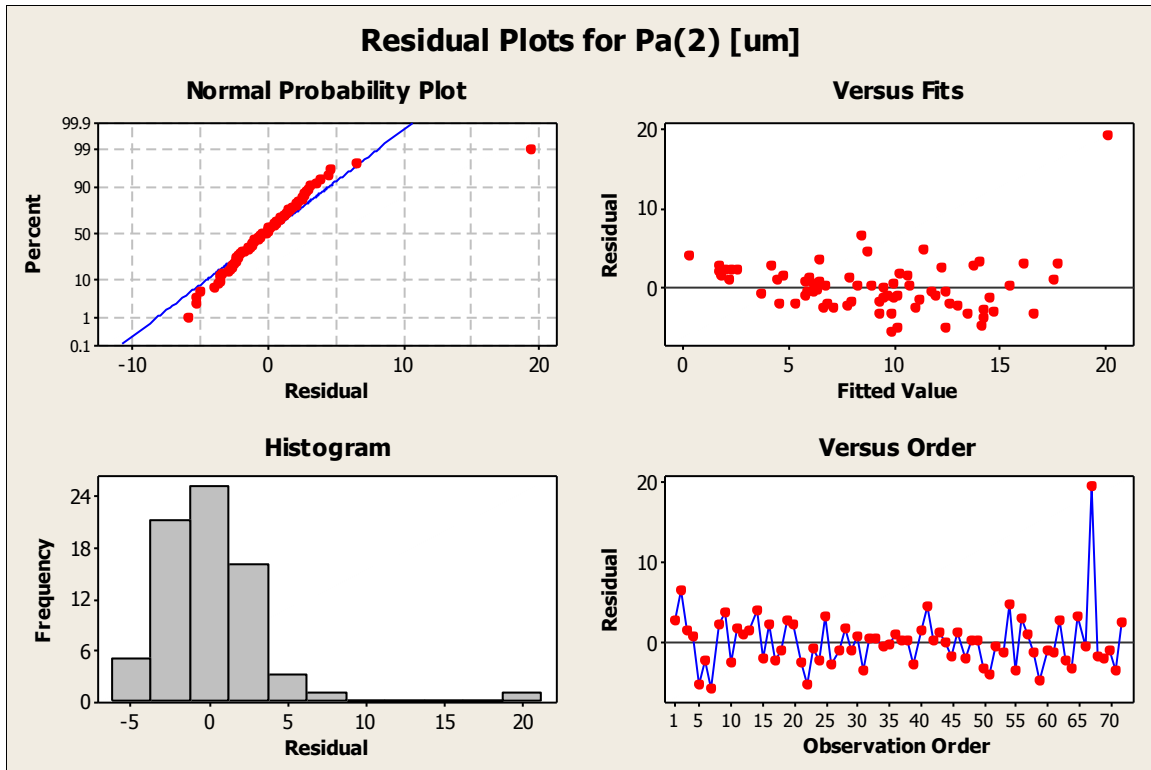 Residual Plots for Pa(2) [um]
Normal Probability Plot
99.9
99
90
50
10
1
0.1
Percent
-10 0 10 20
Residual
Versus Fits
20
10
0
Residual
0 5 10 15 20
Fitted Value
Histogram
24
18
12
6
0
Frequency
-5 0 5 10 15 20
Residual
Versus Order
20
10
0
Residual
1 5 10 15 20 25 30 35 40 45 50 55 60 65 70
Observation Order